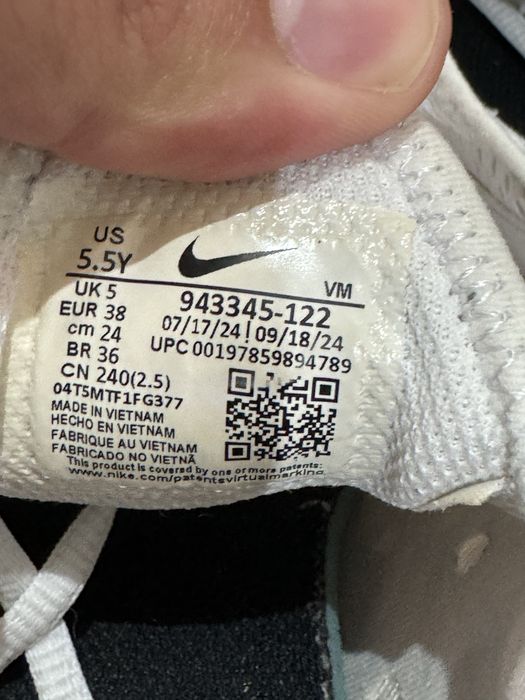 US
5.5Y
UK 5
EUR 38
cm 24
BR 36
CN 240(2.5)
VM
943345-122
07/17/24 | 09/18/24
UPC 00197859894789
04T5MTF1FG377
MADE IN VIETNAM
HECHO EN VIETNAM
FABRIQUE AU VIETNAM
FABRICADO NO VIETNÃ
This product is covered by one or more patents:
www.nike.com/patentsvirtualmarking